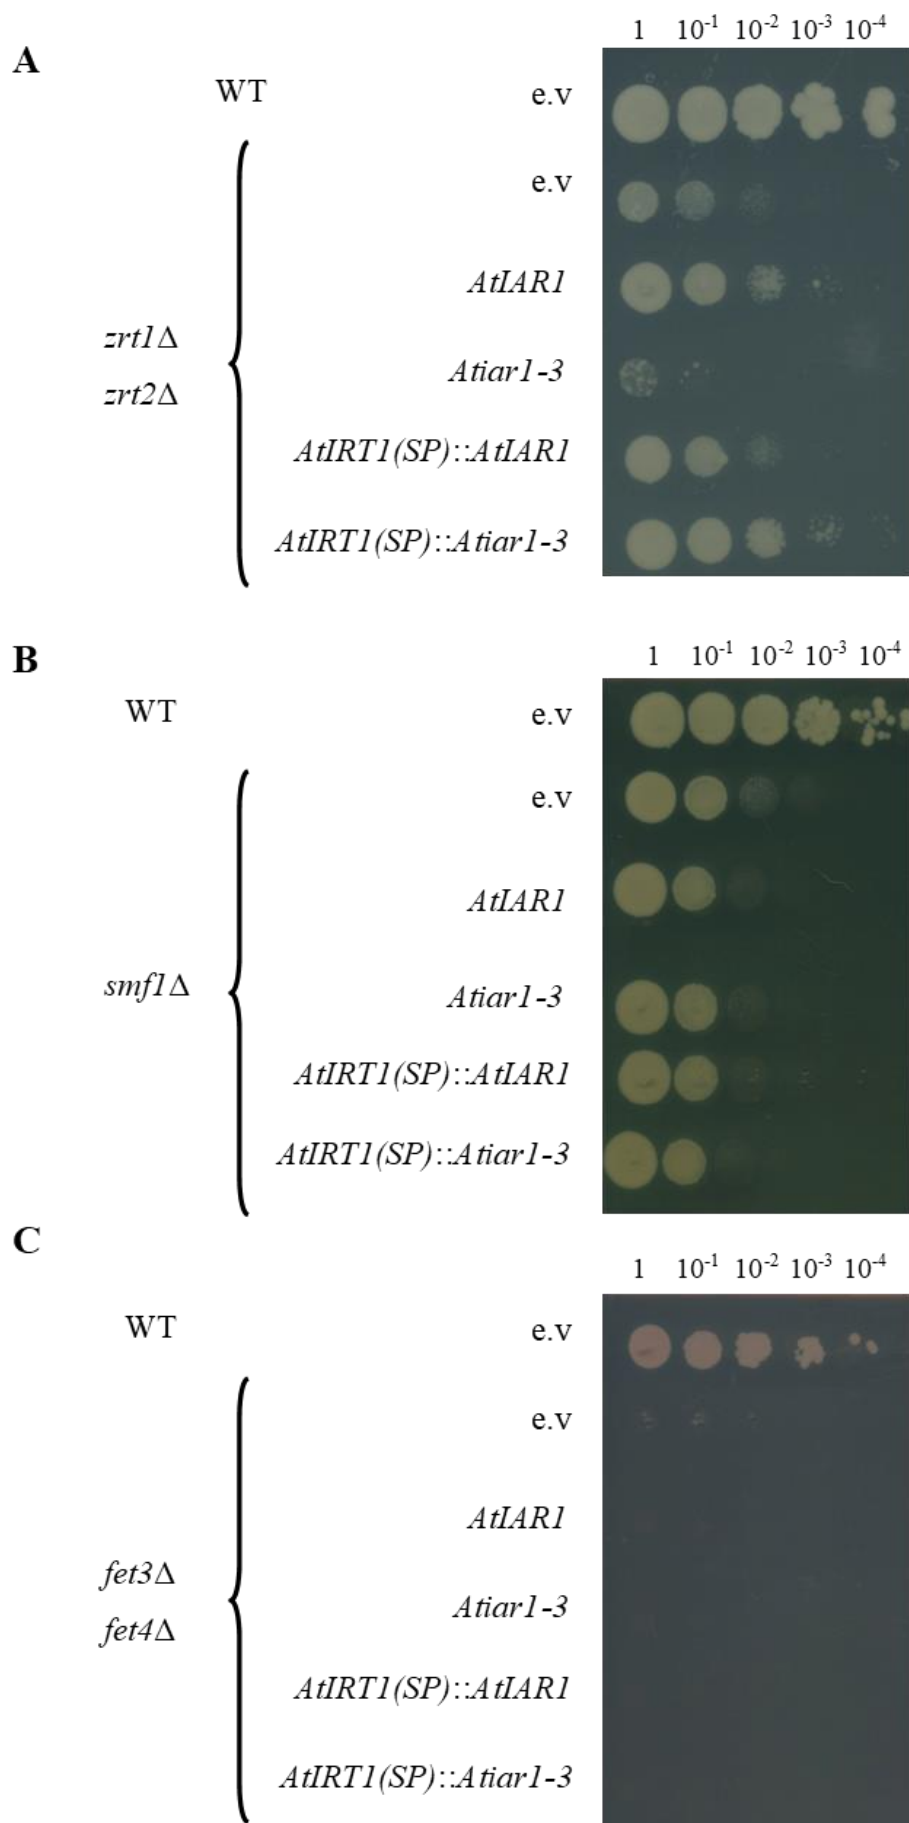 A
1 10⁻¹ 10⁻² 10⁻³ 10⁻⁴
WT e.v
e.v
AtIAR1
zrt1Δ
Atiar1-3
zrt2Δ
AtIRT1(SP)::AtIAR1
AtIRT1(SP)::Atiar1-3
B
1 10⁻¹ 10⁻² 10⁻³ 10⁻⁴
WT e.v
e.v
AtIAR1
smf1Δ Atiar1-3
AtIRT1(SP)::AtIAR1
AtIRT1(SP)::Atiar1-3
C
1 10⁻¹ 10⁻² 10⁻³ 10⁻⁴
WT e.v
e.v
AtIAR1
fet3Δ
Atiar1-3
fet4Δ
AtIRT1(SP)::AtIAR1
AtIRT1(SP)::Atiar1-3